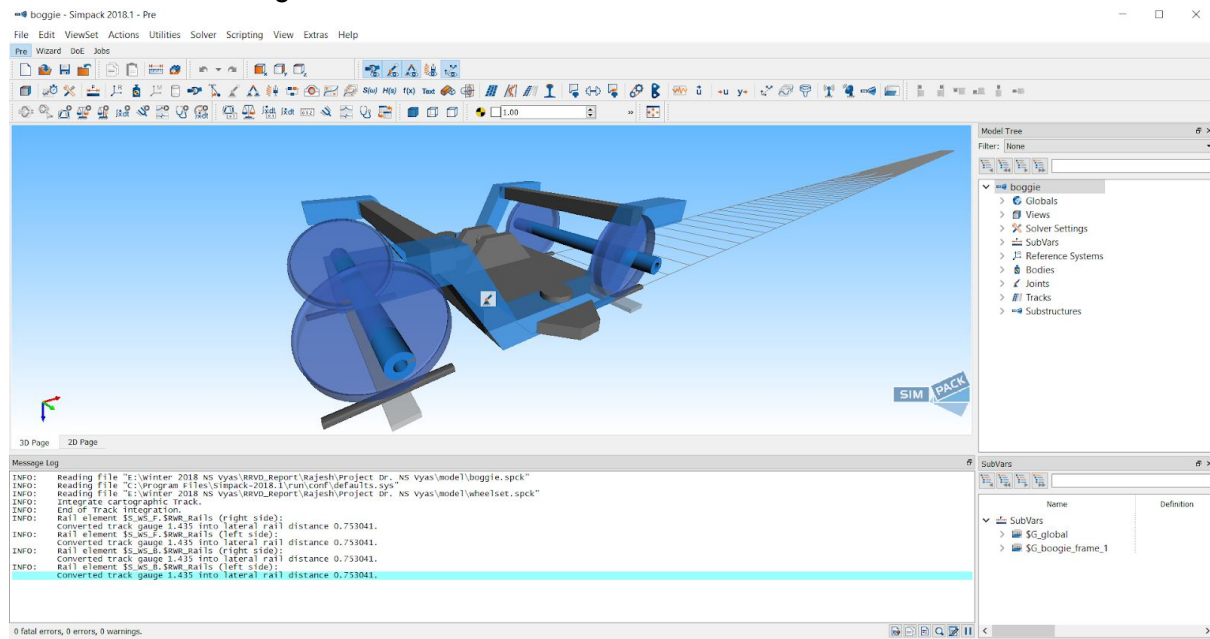 boggie - Simpack 2018.1 - Pre
File Edit ViewSet Actions Utilities Solver Scripting View Extras Help
Pre Wizard DoE Jobs
S(ω) H(s) f(x) Text
+u y+
1.00
Model Tree
Filter: None
boggie
Globals
Views
Solver Settings
SubVars
Reference Systems
Bodies
Joints
Tracks
Substructures
SIM PACK
3D Page 2D Page
Message Log
INFO: Reading file "E:\Winter 2018 NS Vyas\RRVD_Report\Rajesh\Project Dr. NS Vyas\model\boggie.spck"
INFO: Reading file "C:\Program Files\Simpack-2018.1\run\conf\defaults.sys"
INFO: Reading file "E:\Winter 2018 NS Vyas\RRVD_Report\Rajesh\Project Dr. NS Vyas\model\wheelset.spck"
INFO: Integrate cartographic Track.
INFO: End of Track integration.
INFO: Rail element $S_WS_F.$RWR_Rails (right side):
Converted track gauge 1.435 into lateral rail distance 0.753041.
INFO: Rail element $S_WS_F.$RWR_Rails (left side):
Converted track gauge 1.435 into lateral rail distance 0.753041.
INFO: Rail element $S_WS_B.$RWR_Rails (right side):
Converted track gauge 1.435 into lateral rail distance 0.753041.
INFO: Rail element $S_WS_B.$RWR_Rails (left side):
Converted track gauge 1.435 into lateral rail distance 0.753041.
SubVars
Name Definition
SubVars
$G_global
$G_boogie_frame_1
0 fatal errors, 0 errors, 0 warnings.